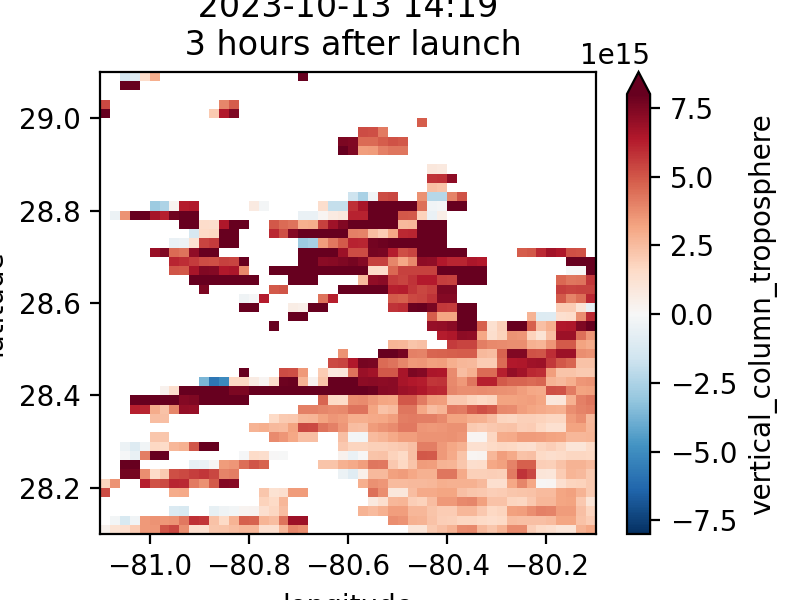 2023-10-13 14:19
3 hours after launch
1e15
29.0
28.8
28.6
28.4
28.2
−81.0 −80.8 −80.6 −80.4 −80.2
longitude
latitude
7.5
5.0
2.5
0.0
−2.5
−5.0
−7.5
vertical_column_troposphere